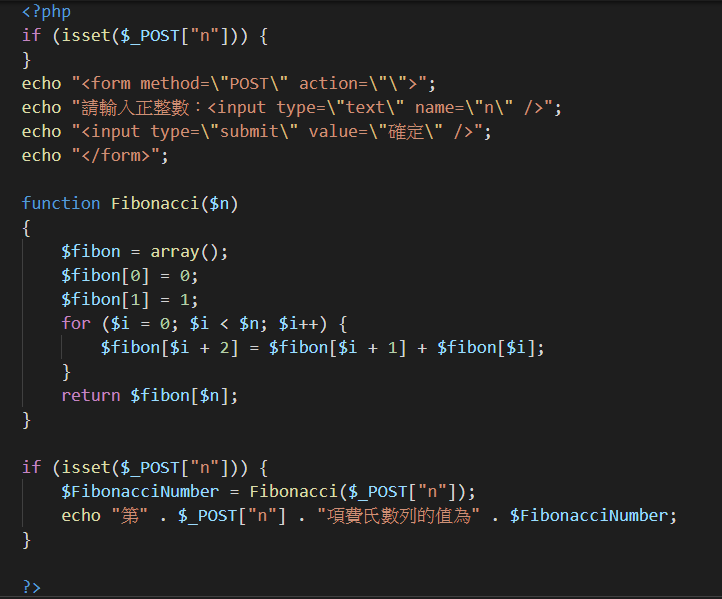 <?php
if (isset($_POST["n"])) {
}
echo "<form method=\"POST\" action=\"\">";
echo "請輸入正整數：<input type=\"text\" name=\"n\" />";
echo "<input type=\"submit\" value=\"確定\" />";
echo "</form>";

function Fibonacci($n)
{
    $fibon = array();
    $fibon[0] = 0;
    $fibon[1] = 1;
    for ($i = 0; $i < $n; $i++) {
        $fibon[$i + 2] = $fibon[$i + 1] + $fibon[$i];
    }
    return $fibon[$n];
}

if (isset($_POST["n"])) {
    $FibonacciNumber = Fibonacci($_POST["n"]);
    echo "第" . $_POST["n"] . "項費氏數列的值為" . $FibonacciNumber;
}

?>